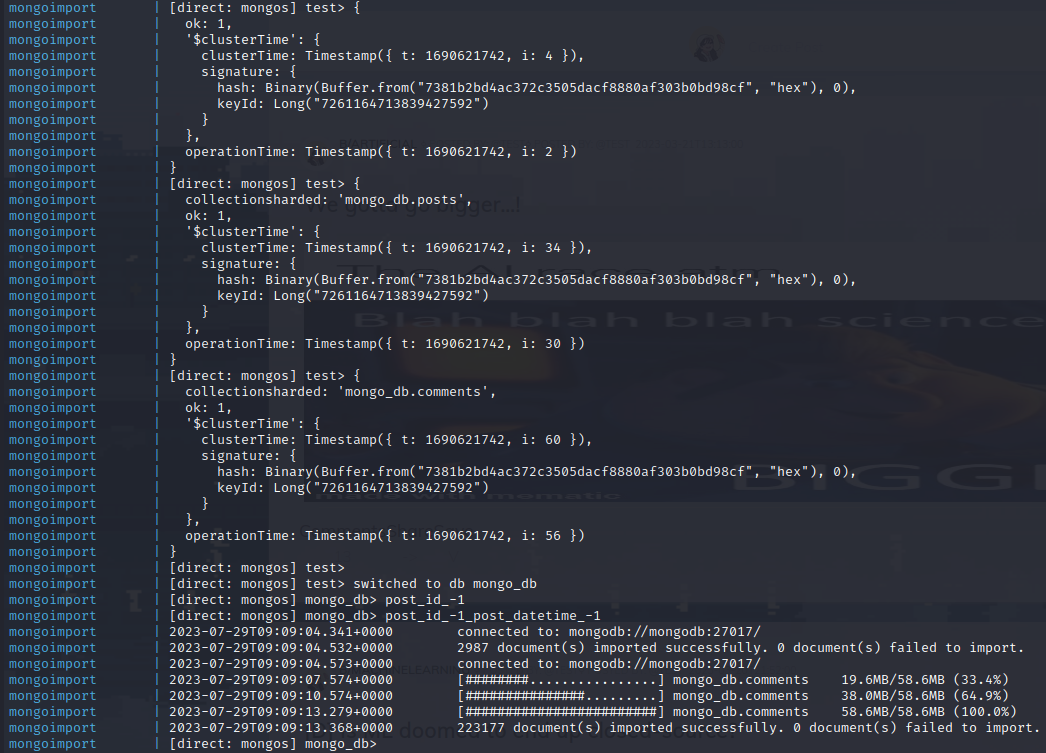 mongoimport | [direct: mongos] test> {
mongoimport |   ok: 1,
mongoimport |   '$clusterTime': {
mongoimport |     clusterTime: Timestamp({ t: 1690621742, i: 4 }),
mongoimport |     signature: {
mongoimport |       hash: Binary(Buffer.from("7381b2bd4ac372c3505dacf8880af303b0bd98cf", "hex"), 0),
mongoimport |       keyId: Long("7261164713839427592")
mongoimport |     }
mongoimport |   },
mongoimport |   operationTime: Timestamp({ t: 1690621742, i: 2 })
mongoimport | }
mongoimport | [direct: mongos] test> {
mongoimport |   collectionsharded: 'mongo_db.posts',
We gotta go bigger...!
mongoimport |   ok: 1,
mongoimport |   '$clusterTime': {
mongoimport |     clusterTime: Timestamp({ t: 1690621742, i: 34 }),
mongoimport |     signature: {
mongoimport |       hash: Binary(Buffer.from("7381b2bd4ac372c3505dacf8880af303b0bd98cf", "hex"), 0),
mongoimport |       keyId: Long("7261164713839427592")
mongoimport |     }
Blah blah blah science
mongoimport |   },
mongoimport |   operationTime: Timestamp({ t: 1690621742, i: 30 })
mongoimport | }
mongoimport | [direct: mongos] test> {
mongoimport |   collectionsharded: 'mongo_db.comments',
mongoimport |   ok: 1,
mongoimport |   '$clusterTime': {
mongoimport |     clusterTime: Timestamp({ t: 1690621742, i: 60 }),
mongoimport |     signature: {
mongoimport |       hash: Binary(Buffer.from("7381b2bd4ac372c3505dacf8880af303b0bd98cf", "hex"), 0),
BIGG
mongoimport |       keyId: Long("7261164713839427592")
made with mematic
mongoimport |     }
mongoimport |   },
mongoimport |   operationTime: Timestamp({ t: 1690621742, i: 56 })
mongoimport | }
mongoimport | [direct: mongos] test>
mongoimport | [direct: mongos] test> switched to db mongo_db
mongoimport | [direct: mongos] mongo_db> post_id_-1
mongoimport | [direct: mongos] mongo_db> post_id_-1_post_datetime_-1
mongoimport | 2023-07-29T09:09:04.341+0000 connected to: mongodb://mongodb:27017/
mongoimport | 2023-07-29T09:09:04.532+0000 2987 document(s) imported successfully. 0 document(s) failed to import.
mongoimport | 2023-07-29T09:09:04.573+0000 connected to: mongodb://mongodb:27017/
mongoimport | 2023-07-29T09:09:07.574+0000 [########................] mongo_db.comments 19.6MB/58.6MB (33.4%)
mongoimport | 2023-07-29T09:09:10.574+0000 [###############.........] mongo_db.comments 38.0MB/58.6MB (64.9%)
mongoimport | 2023-07-29T09:09:13.279+0000 [########################] mongo_db.comments 58.6MB/58.6MB (100.0%)
mongoimport | 2023-07-29T09:09:13.368+0000 223177 document(s) imported successfully. 0 document(s) failed to import.
mongoimport | [direct: mongos] mongo_db>